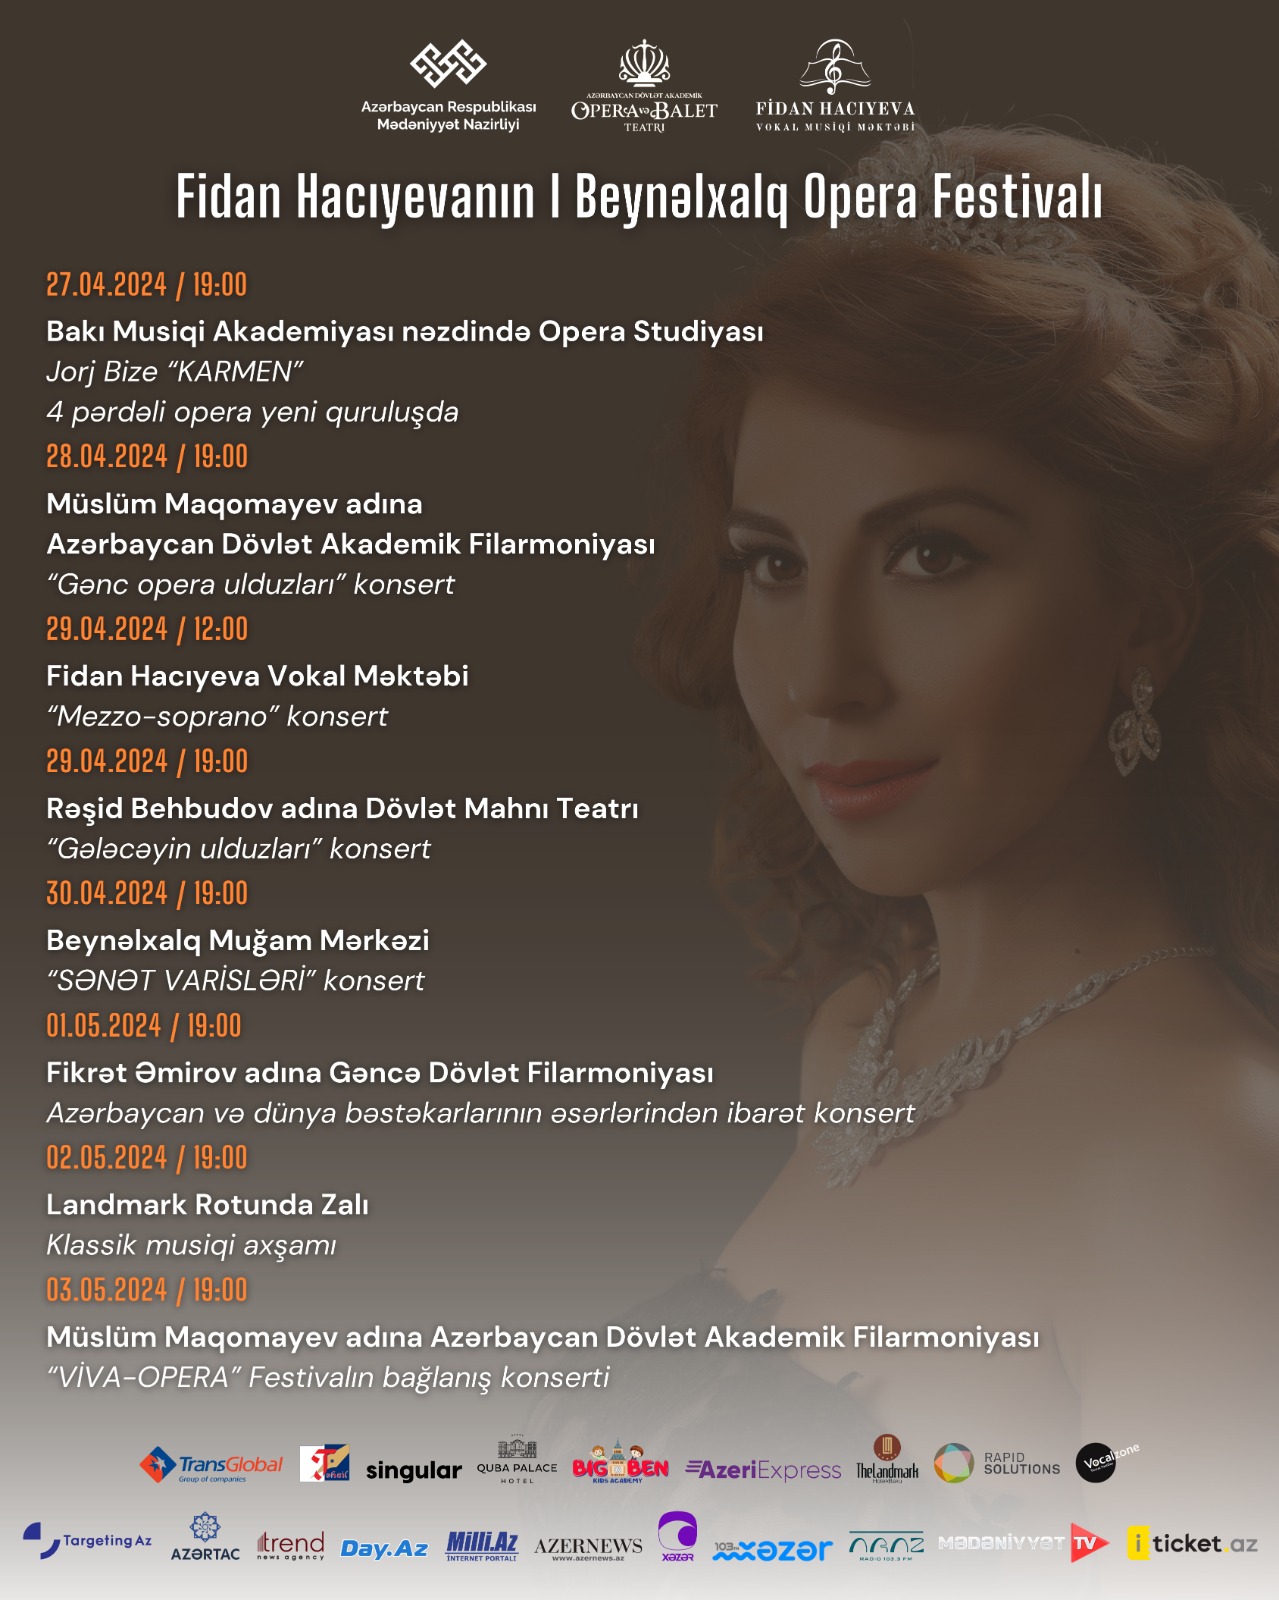 Azərbaycan Respublikası
Mədəniyyət Nazirliyi
AZƏRBAYCAN DÖVLƏT AKADEMİK
OPERA və BALET
TEATRI
FİDAN HACIYEVA
VOKAL MUSİQİ MƏKTƏBİ
Fidan Hacıyevanın I Beynəlxalq Opera Festivalı
27.04.2024 / 19:00
Bakı Musiqi Akademiyası nəzdində Opera Studiyası
Jorj Bize “KARMEN”
4 pərdəli opera yeni quruluşda
28.04.2024 / 19:00
Müslüm Maqomayev adına
Azərbaycan Dövlət Akademik Filarmoniyası
“Gənc opera ulduzları” konsert
29.04.2024 / 12:00
Fidan Hacıyeva Vokal Məktəbi
“Mezzo-soprano” konsert
29.04.2024 / 19:00
Rəşid Behbudov adına Dövlət Mahnı Teatrı
“Gələcəyin ulduzları” konsert
30.04.2024 / 19:00
Beynəlxalq Muğam Mərkəzi
“SƏNƏT VARİSLƏRİ” konsert
01.05.2024 / 19:00
Fikrət Əmirov adına Gəncə Dövlət Filarmoniyası
Azərbaycan və dünya bəstəkarlarının əsərlərindən ibarət konsert
02.05.2024 / 19:00
Landmark Rotunda Zalı
Klassik musiqi axşamı
03.05.2024 / 19:00
Müslüm Maqomayev adına Azərbaycan Dövlət Akademik Filarmoniyası
“VİVA-OPERA” Festivalın bağlanış konserti
TransGlobal
Group of companies
singular
QUBA PALACE
HOTEL
BIG BEN
KIDS ACADEMY
AzeriExpress
TheLandmark
RAPID
SOLUTIONS
Vocalzone
Targeting Az
AZƏRTAC
trend
news agency
Day.Az
Milli.Az
İNTERNET PORTALI
AZERNEWS
www.azernews.az
XƏZƏR
103FM xəzər
ARAZ
RADIO 103.3 FM
MƏDƏNİYYƏT TV
iticket.az